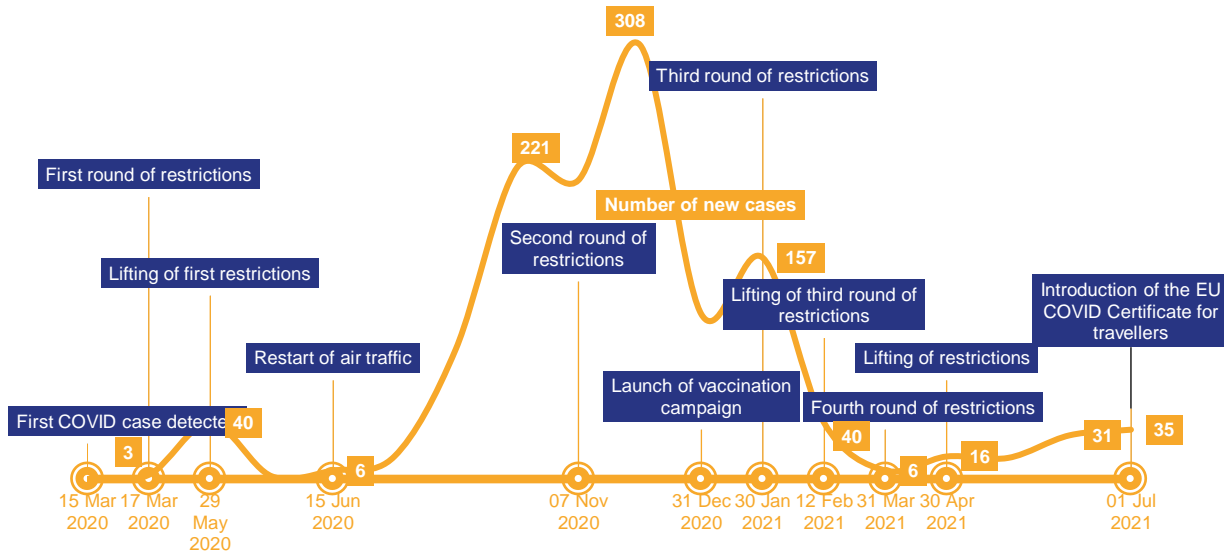 308
Third round of restrictions
221
First round of restrictions
Number of new cases
Second round of
restrictions
157
Lifting of first restrictions
Introduction of the EU
COVID Certificate for
travellers
Lifting of third round of
restrictions
Restart of air traffic
Lifting of restrictions
Launch of vaccination
campaign
Fourth round of restrictions
First COVID case detecte
40
3
40
31
35
16
6
6
15 Mar
2020
17 Mar
2020
29
May
2020
15 Jun
2020
07 Nov
2020
31 Dec
2020
30 Jan
2021
12 Feb
2021
31 Mar
2021
30 Apr
2021
01 Jul
2021